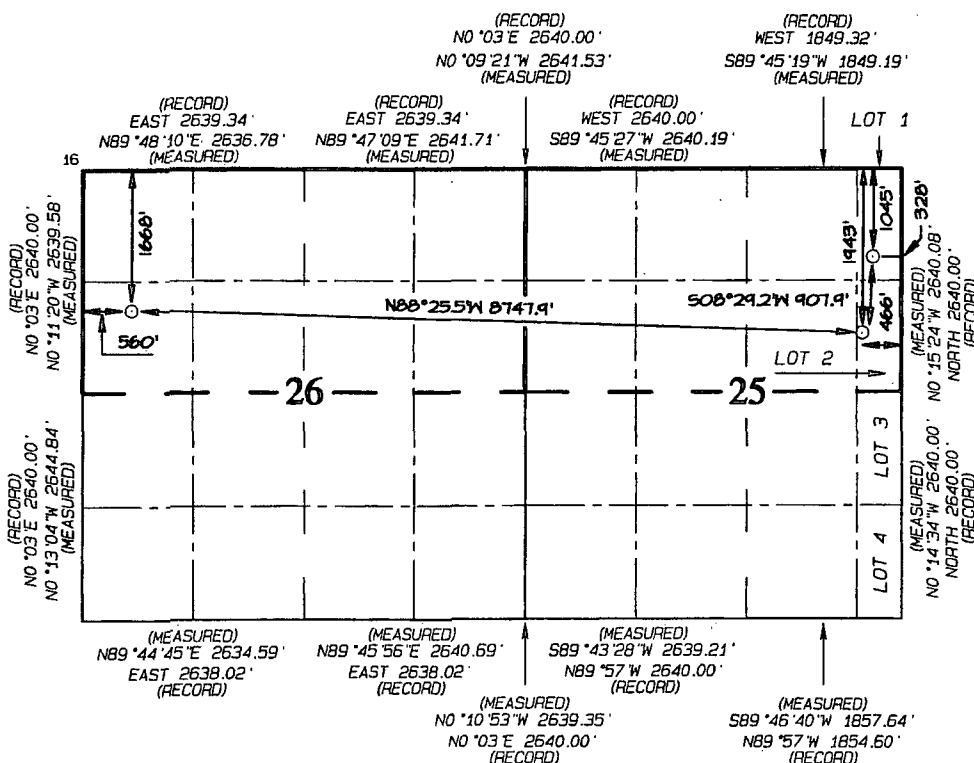 (RECORD)
N0°03'E 2640.00'
N0°09'21"W 2641.53'
(MEASURED)
(RECORD)
WEST 1849.32'
S89°45'19"W 1849.19'
(MEASURED)
(RECORD)
EAST 2639.34'
N89°48'10"E 2636.78'
(MEASURED)
(RECORD)
EAST 2639.34'
N89°47'09"E 2641.71'
(MEASURED)
(RECORD)
WEST 2640.00'
S89°45'27"W 2640.19'
(MEASURED)
LOT 1
16
(RECORD)
N0°03'E 2640.00'
N0°11'20"W 2639.58'
(MEASURED)
1668'
560'
N88°25.5'W 8747.9'
S08°29.2'W 907.9'
1943'
1045'
328'
466'
LOT 2
(MEASURED)
N0°15'24"W 2640.08'
NORTH 2640.00'
(RECORD)
26
25
(RECORD)
N0°03'E 2640.00'
N0°13'04"W 2644.84'
(MEASURED)
LOT 3
LOT 4
(MEASURED)
N0°14'34"W 2640.00'
NORTH 2640.00'
(RECORD)
(MEASURED)
N89°44'45"E 2634.59'
EAST 2638.02'
(RECORD)
(MEASURED)
N89°45'56"E 2640.69'
EAST 2638.02'
(RECORD)
(MEASURED)
S89°43'28"W 2639.21'
N89°57'W 2640.00'
(RECORD)
(MEASURED)
N0°10'53"W 2639.35'
N0°03'E 2640.00'
(RECORD)
(MEASURED)
S89°46'40"W 1857.64'
N89°57'W 1854.60'
(RECORD)